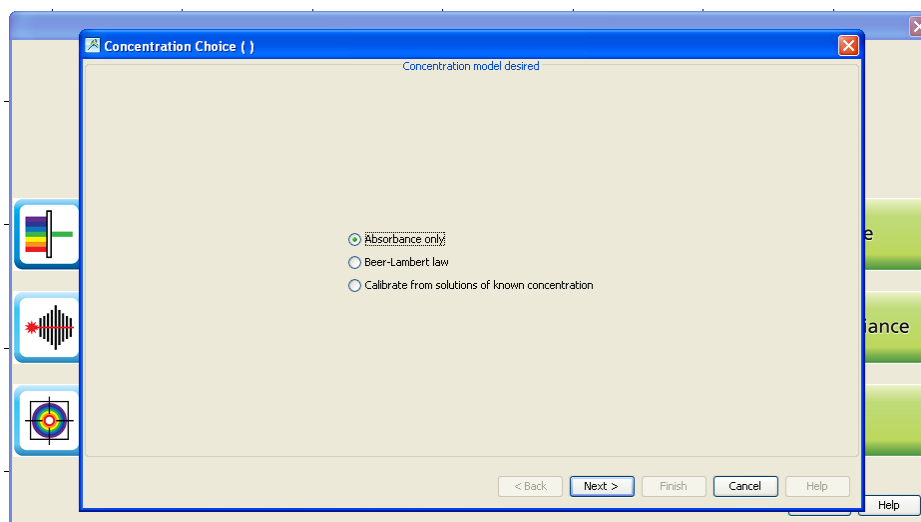 Concentration Choice ( )
Concentration model desired
Absorbance only
Beer-Lambert law
Calibrate from solutions of known concentration
< Back Next > Finish Cancel Help
Help